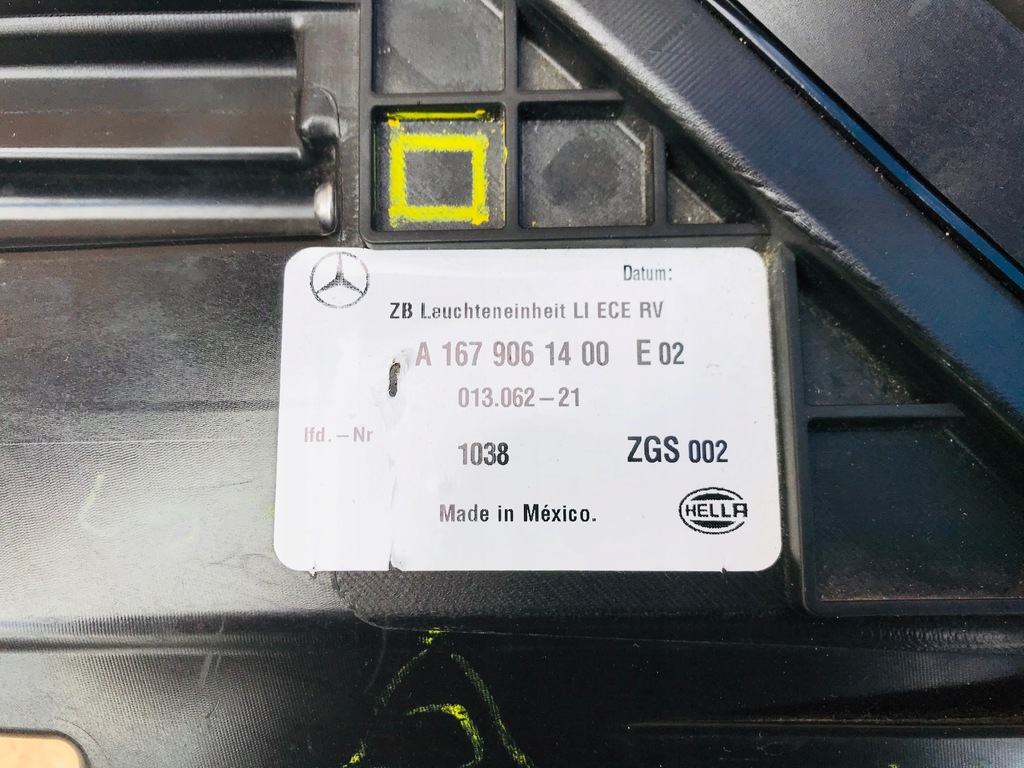 Datum:
ZB Leuchteneinheit LI ECE RV
A 167 906 14 00 E 02
013.062-21
lfd.-Nr
1038 ZGS 002
Made in México.
HELLA